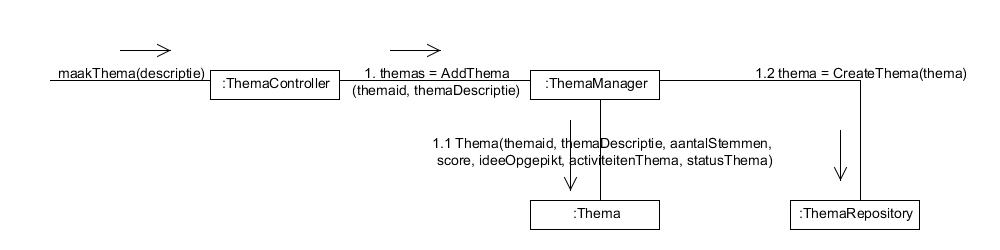 maakThema(descriptie)
:ThemaController
1. themas = AddThema
(themaid, themaDescriptie)
:ThemaManager
1.2 thema = CreateThema(thema)
1.1 Thema(themaid, themaDescriptie, aantalStemmen,
score, ideeOpgepikt, activiteitenThema, statusThema)
:Thema
:ThemaRepository